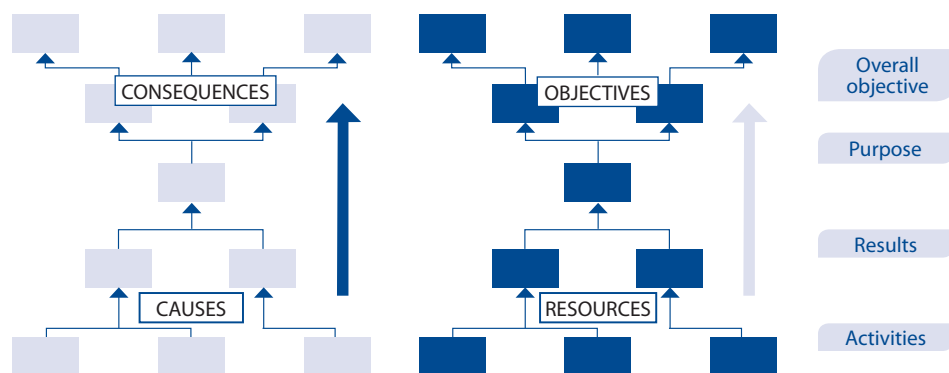 CONSEQUENCES
OBJECTIVES
Overall
objective
Purpose
Results
CAUSES
RESOURCES
Activities